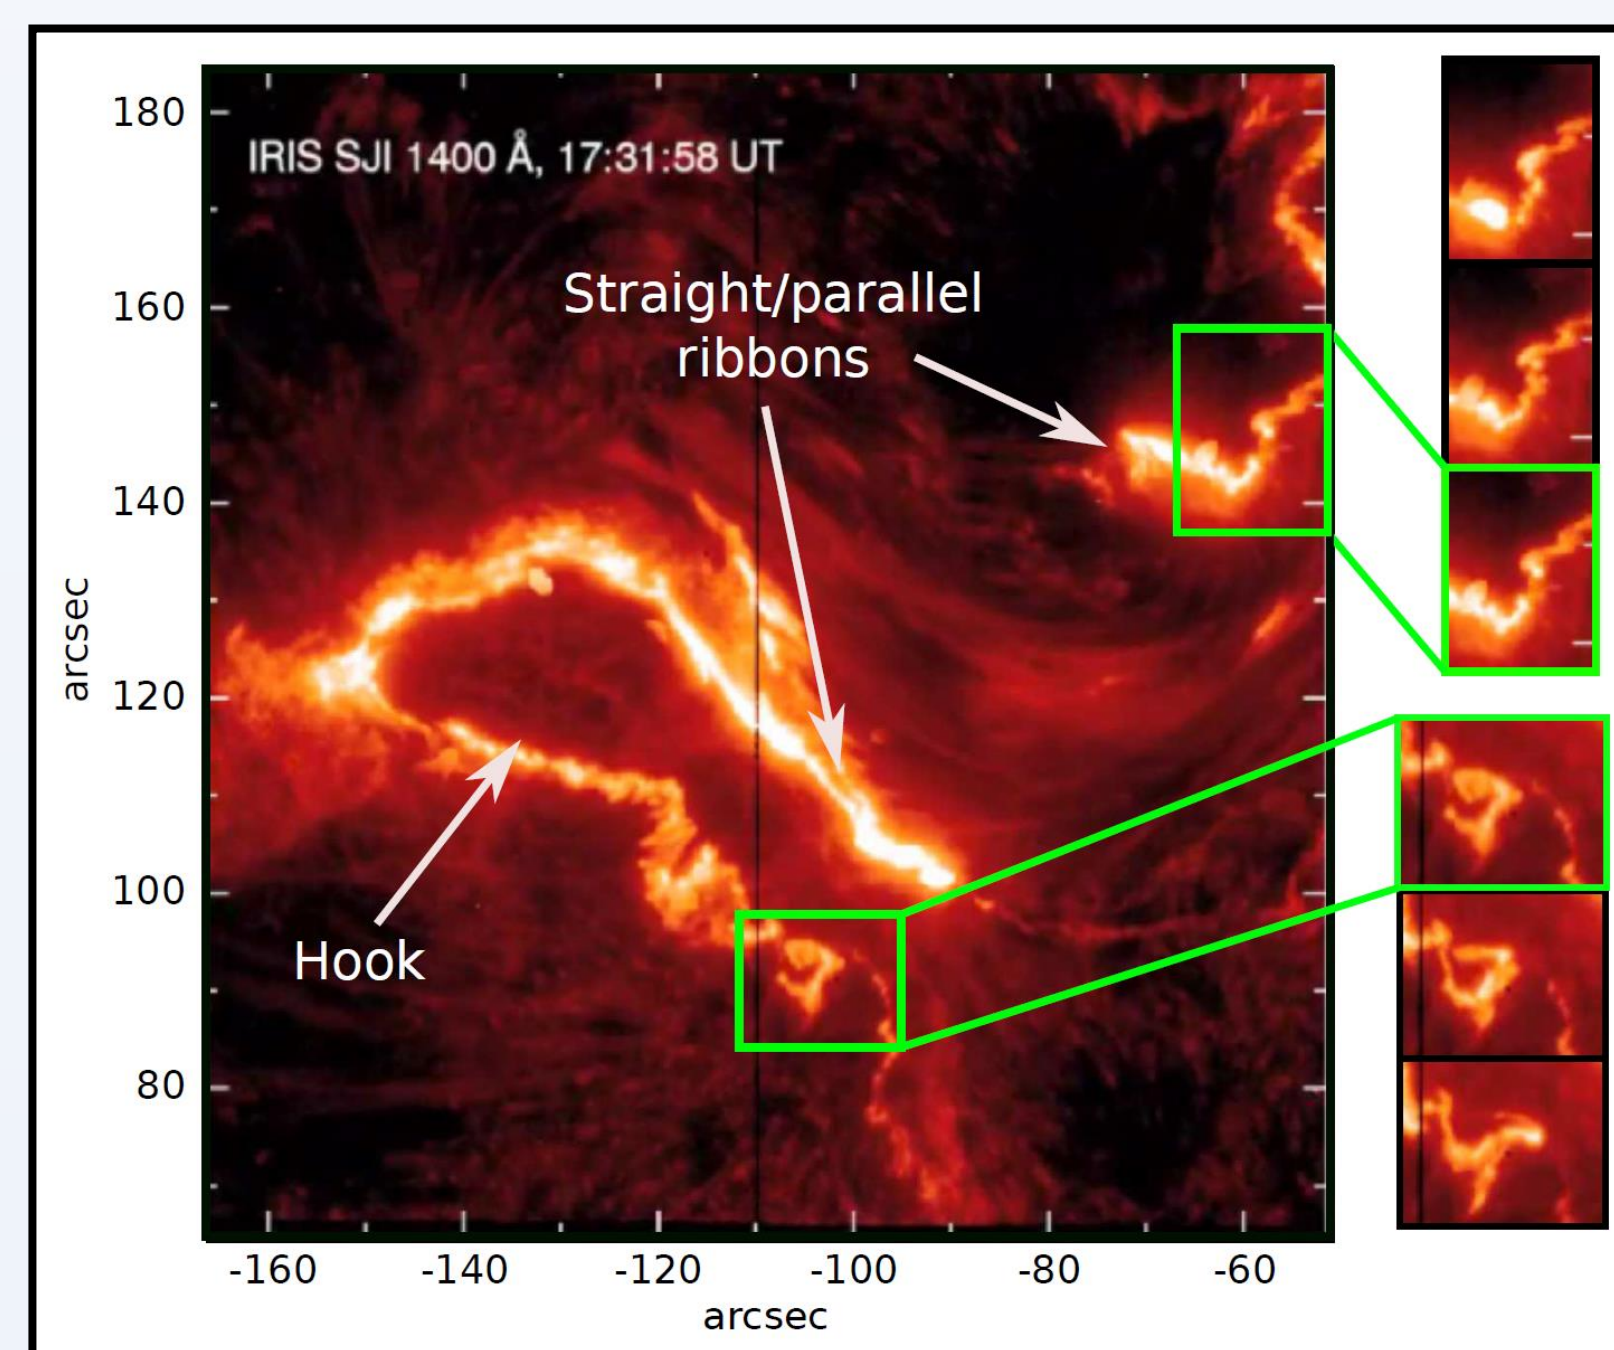 IRIS SJI 1400 Å, 17:31:58 UT
Straight/parallel
ribbons
Hook
180
160
140
120
100
80
arcsec
-160 -140 -120 -100 -80 -60
arcsec